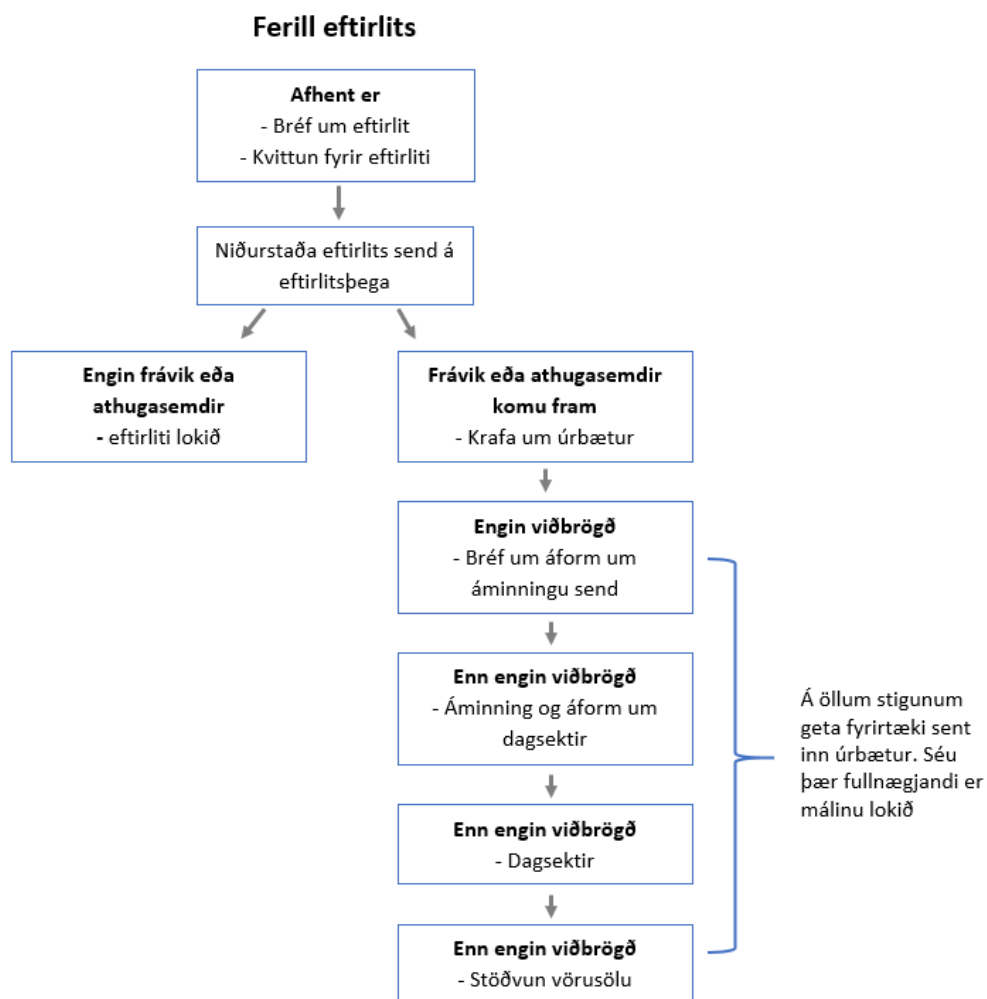 Ferill eftirlits
Afhent er
- Bréf um eftirlit
- Kvittun fyrir eftirliti
Niðurstaða eftirlits send á
eftirlitsþega
Engin frávik eða
athugasemdir
- eftirliti lokið
Frávik eða athugasemdir
komu fram
- Krafa um úrbætur
Engin viðbrögð
- Bréf um áform um
áminningu send
Enn engin viðbrögð
- Áminning og áform um
dagsektir
Enn engin viðbrögð
- Dagsektir
Enn engin viðbrögð
- Stöðvun vörusölu
Á öllum stigunum
geta fyrirtæki sent
inn úrbætur. Séu
þær fullnægjandi er
málinu lokið